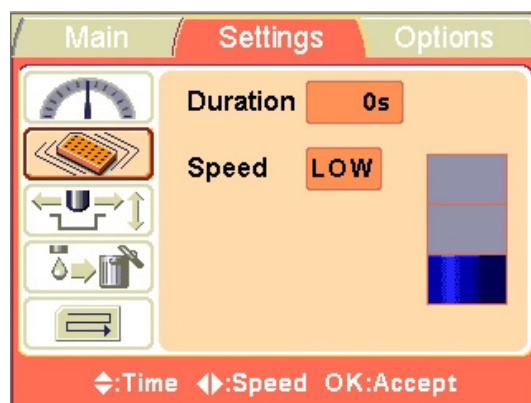 Main Settings Options
Duration 0s
Speed LOW
:Time :Speed OK:Accept